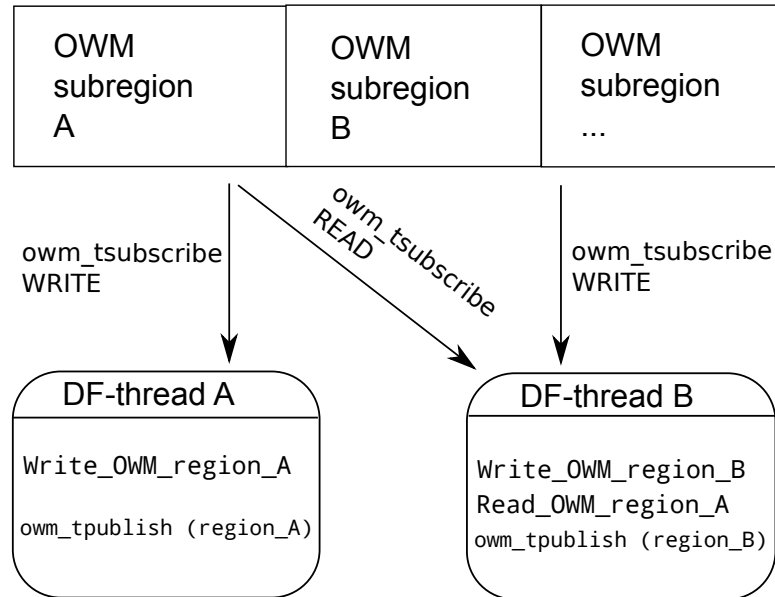 OWM
subregion
A
OWM
subregion
B
OWM
subregion
...
owm_tsubscribe
WRITE
owm_tsubscribe
READ
owm_tsubscribe
WRITE
DF-thread A
Write_OWM_region_A
owm_tpublish (region_A)
DF-thread B
Write_OWM_region_B
Read_OWM_region_A
owm_tpublish (region_B)